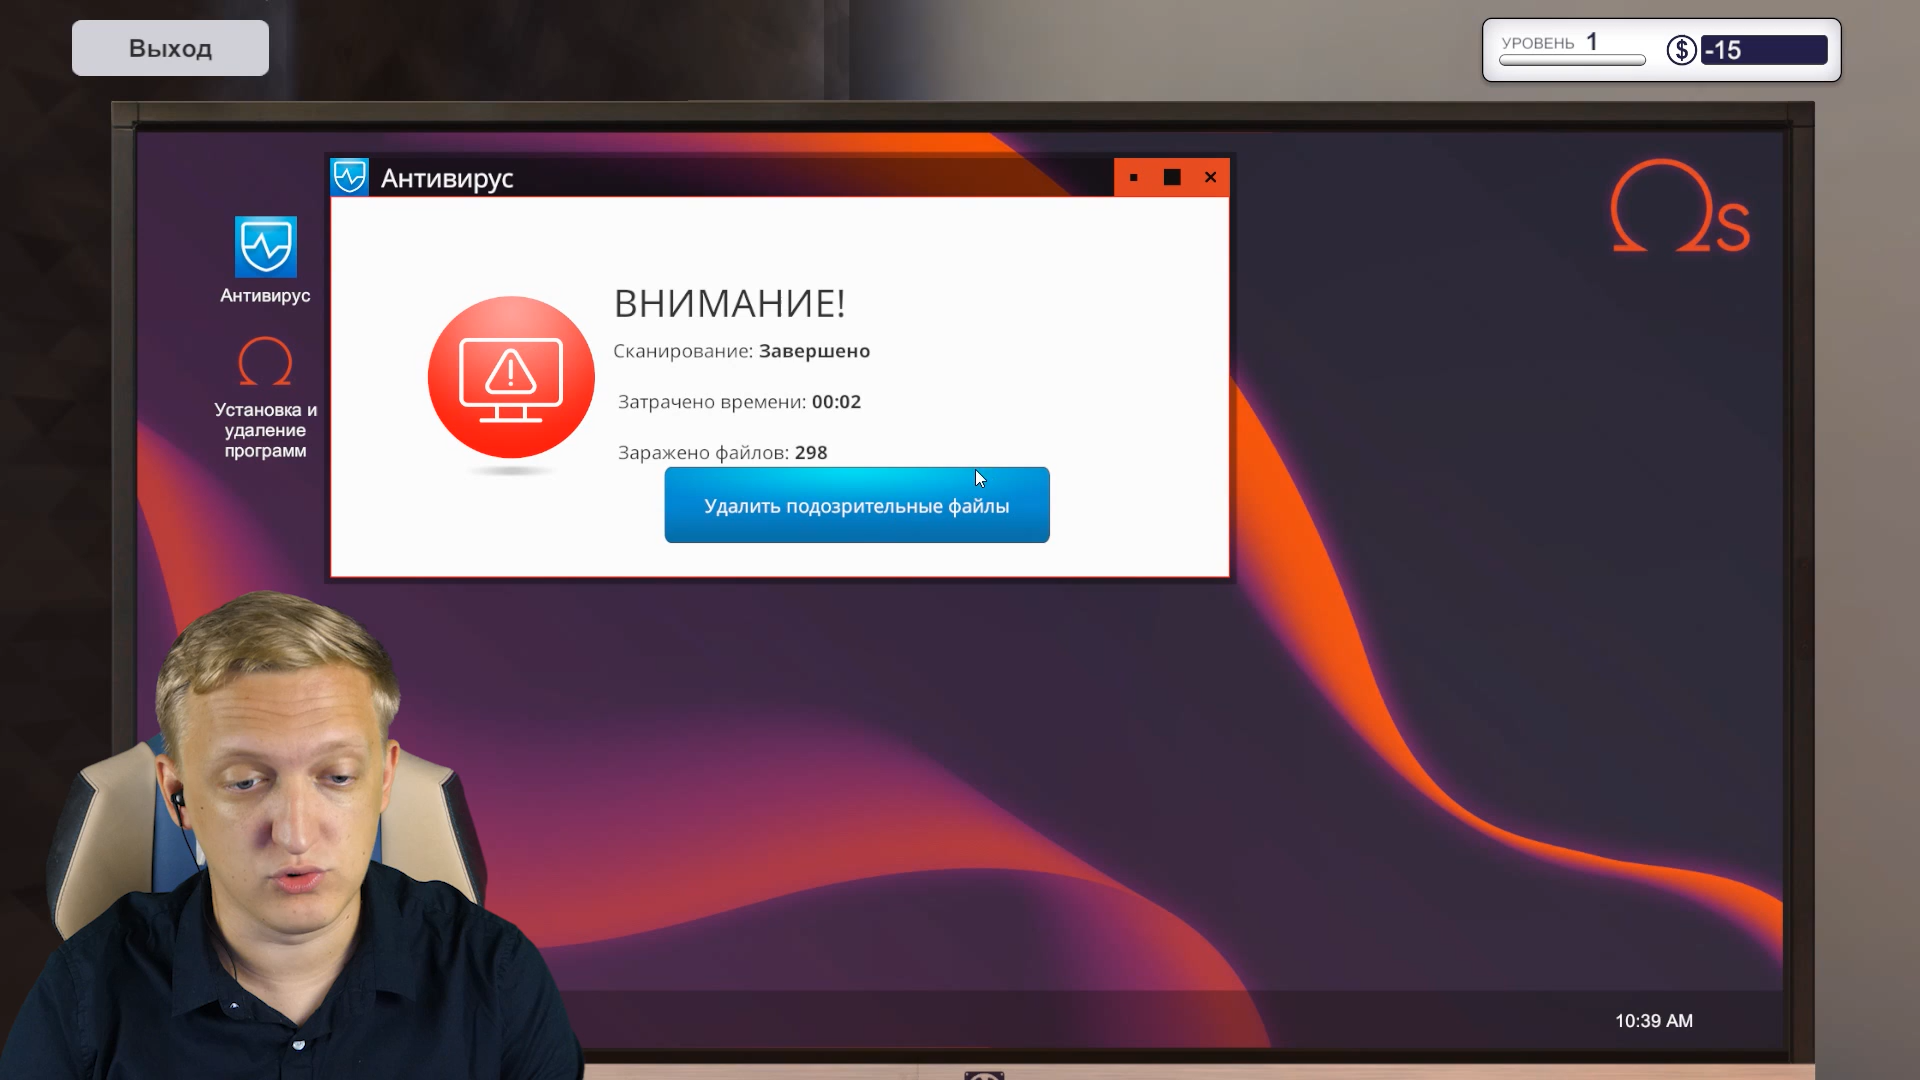 Выход
УРОВЕНЬ 1
$ -15
Антивирус
Ωs
Антивирус
ВНИМАНИЕ!
Сканирование: Завершено
Затрачено времени: 00:02
Заражено файлов: 298
Удалить подозрительные файлы
Установка и
удаление
программ
10:39 AM